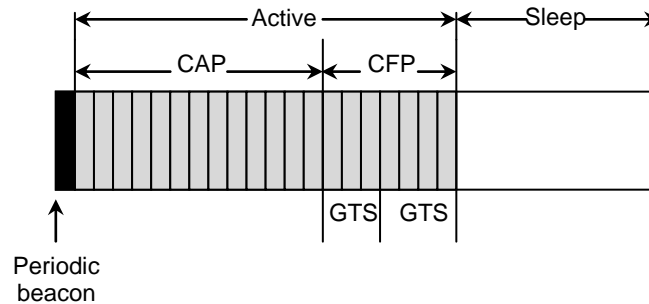 Active
Sleep
CAP
CFP
GTS
GTS
Periodic
beacon